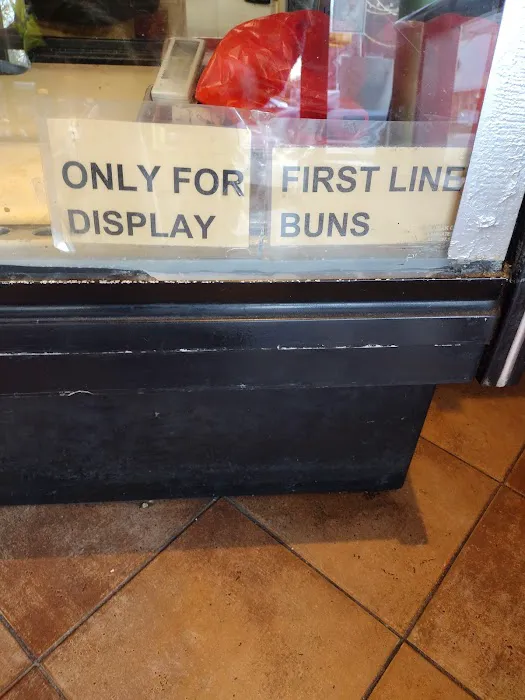 ONLY FOR
DISPLAY
FIRST LINE
BUNS